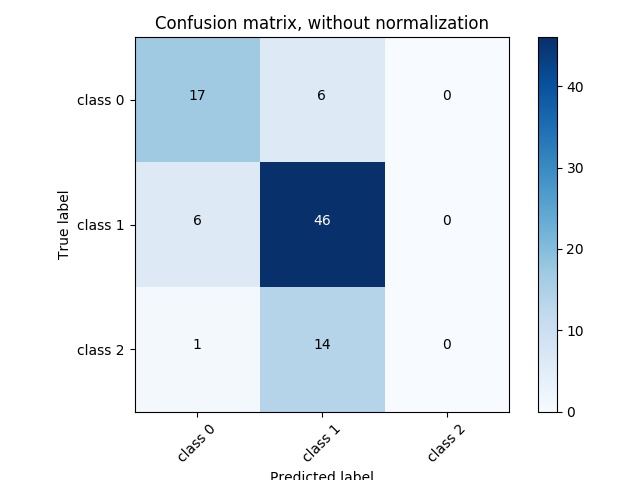 Confusion matrix, without normalization
class 0 17 6 0
class 1 6 46 0
class 2 1 14 0
True label
class 0 class 1 class 2
Predicted label
40
30
20
10
0